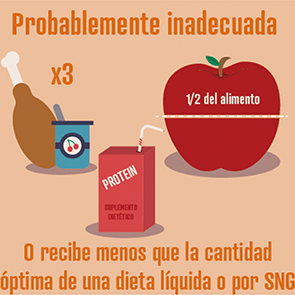 Probablemente inadecuada
x3
1/2 del alimento
PROTEIN
SUPLEMENTO
DIETÉTICO
O recibe menos que la cantidad
óptima de una dieta líquida o por SNG